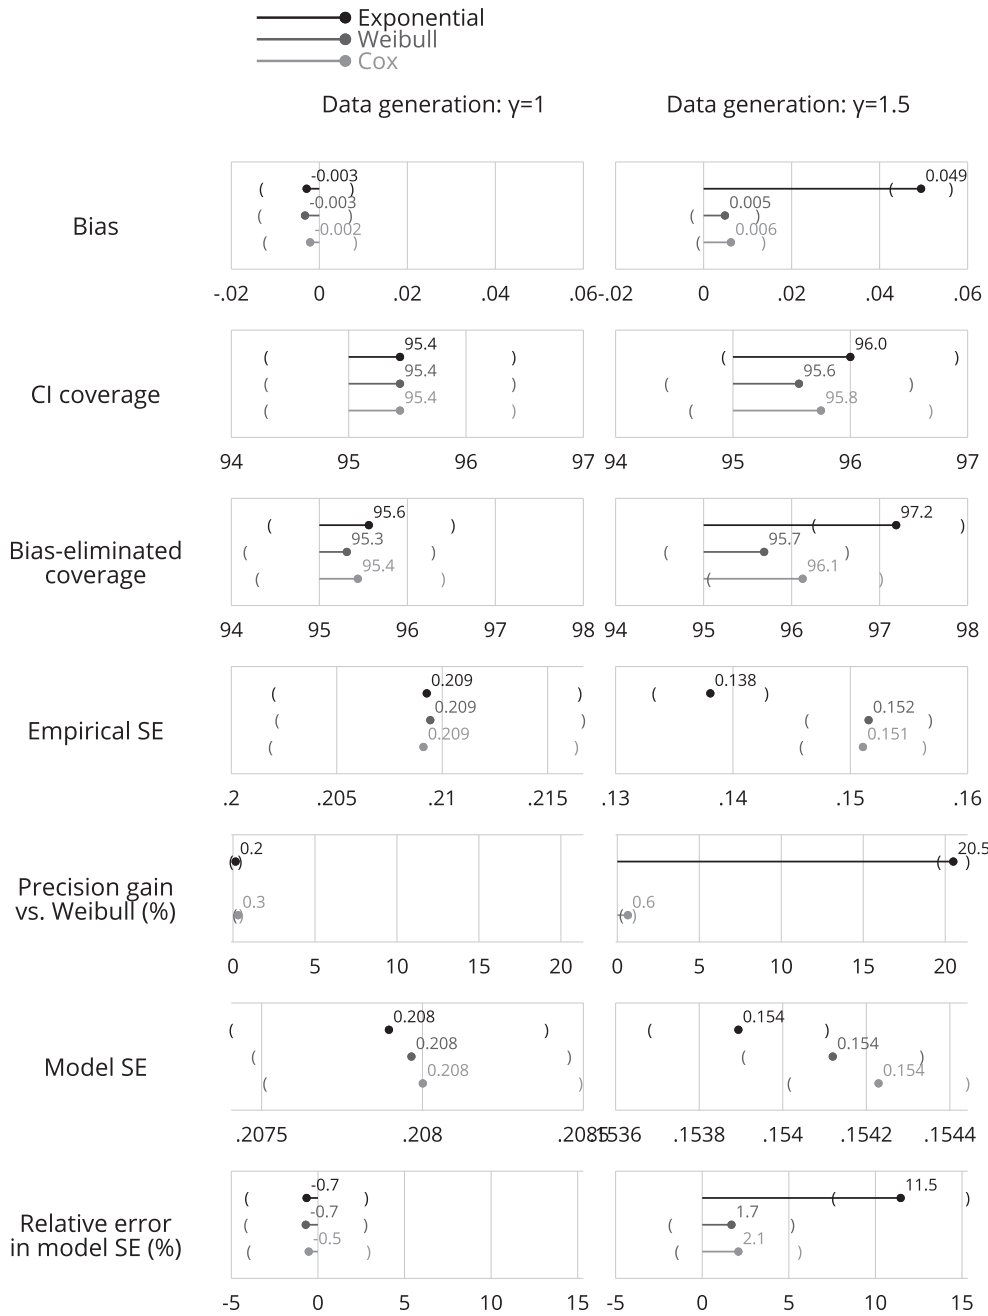 Exponential
Weibull
Cox
Data generation: γ=1
Data generation: γ=1.5
Bias
-0.003
-0.003
-0.002
0.049
0.005
0.006
-.02 0 .02 .04 .06
-.02 0 .02 .04 .06
CI coverage
95.4
95.4
95.4
96.0
95.6
95.8
94 95 96 97
94 95 96 97
Bias-eliminated
coverage
95.6
95.3
95.4
97.2
95.7
96.1
94 95 96 97 98
94 95 96 97 98
Empirical SE
0.209
0.209
0.209
0.138
0.152
0.151
.2 .205 .21 .215
.13 .14 .15 .16
Precision gain
vs. Weibull (%)
0.2
0.3
20.5
0.6
0 5 10 15 20
0 5 10 15 20
Model SE
0.208
0.208
0.208
0.154
0.154
0.154
.2075 .208 .2085
.1536 .1538 .154 .1542 .1544
Relative error
in model SE (%)
-0.7
-0.7
-0.5
11.5
1.7
2.1
-5 0 5 10 15
-5 0 5 10 15